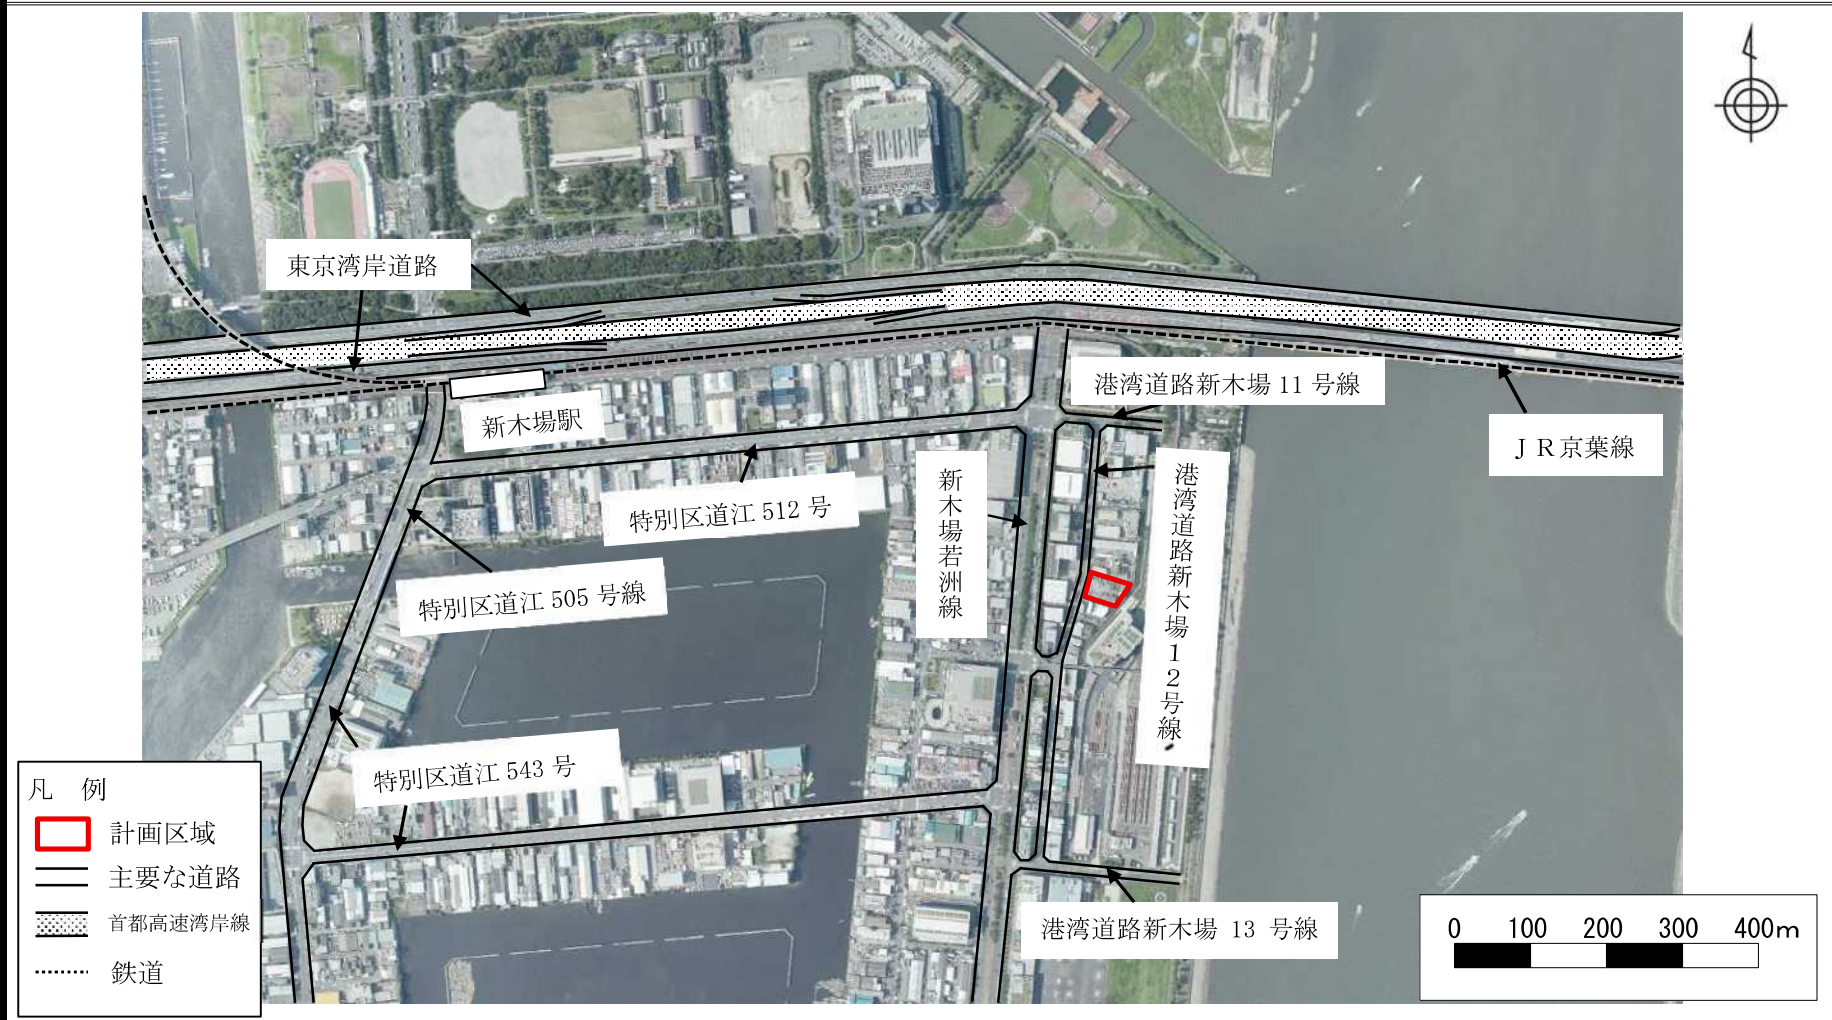 東京湾岸道路
港湾道路新木場 11 号線
新木場駅
JR京葉線
特別区道江 512 号
新木場若洲線
港湾道路新木場12号線
特別区道江 505 号線
特別区道江 543 号
港湾道路新木場 13 号線
凡 例
計画区域
主要な道路
首都高速湾岸線
鉄道
0 100 200 300 400m